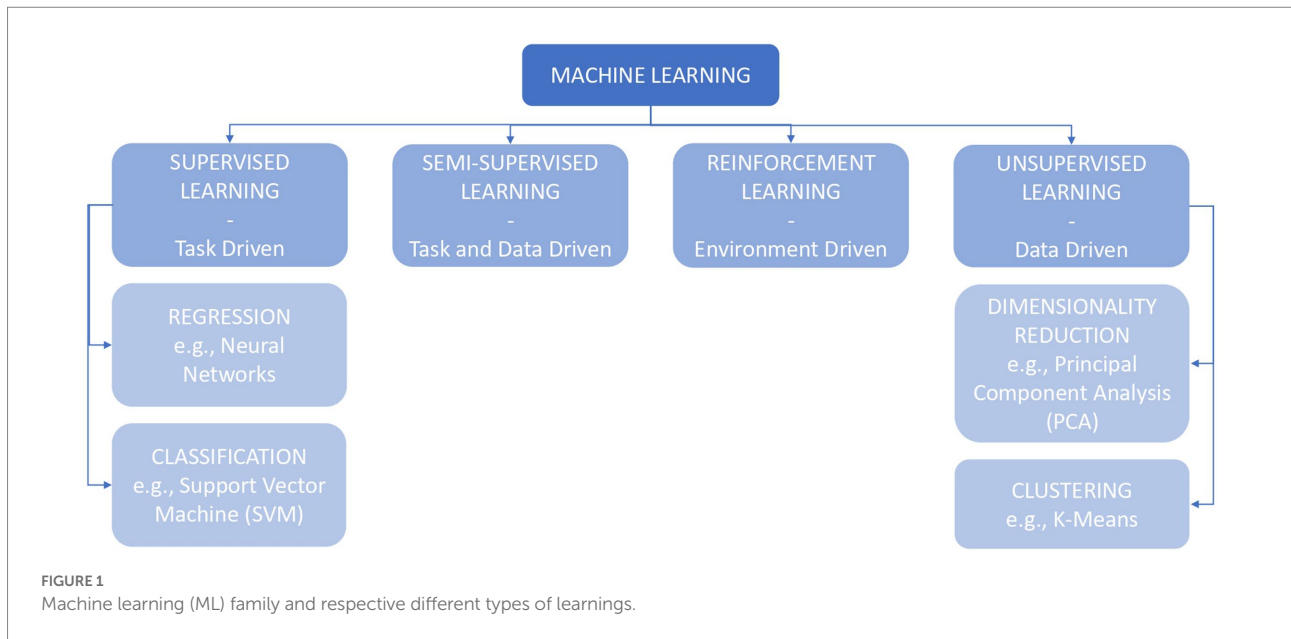 MACHINE LEARNING
SUPERVISED
LEARNING
-
Task Driven
SEMI-SUPERVISED
LEARNING
-
Task and Data Driven
REINFORCEMENT
LEARNING
-
Environment Driven
UNSUPERVISED
LEARNING
-
Data Driven
REGRESSION
e.g., Neural
Networks
CLASSIFICATION
e.g., Support Vector
Machine (SVM)
DIMENSIONALITY
REDUCTION
e.g., Principal
Component Analysis
(PCA)
CLUSTERING
e.g., K-Means
FIGURE 1
Machine learning (ML) family and respective different types of learnings.